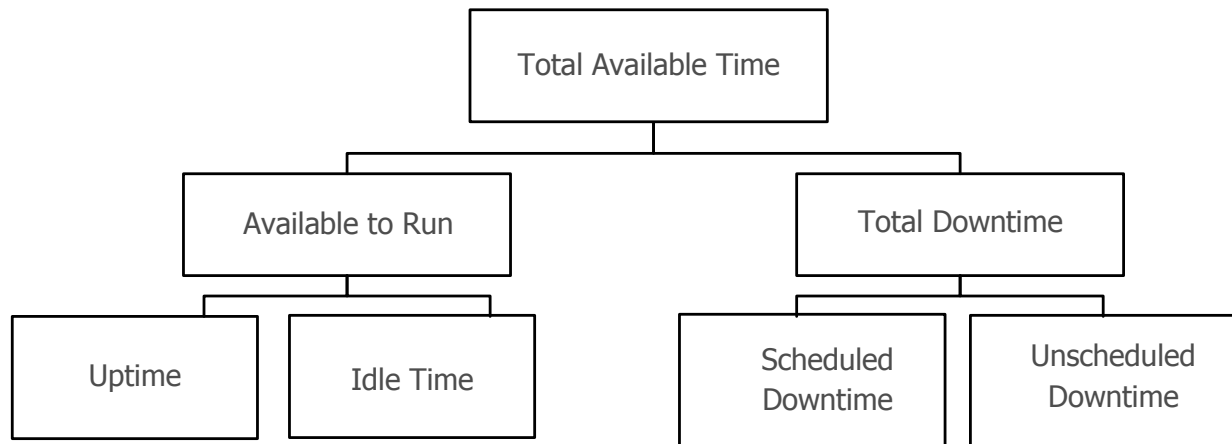 Total Available Time
Available to Run
Total Downtime
Uptime
Idle Time
Scheduled
Downtime
Unscheduled
Downtime